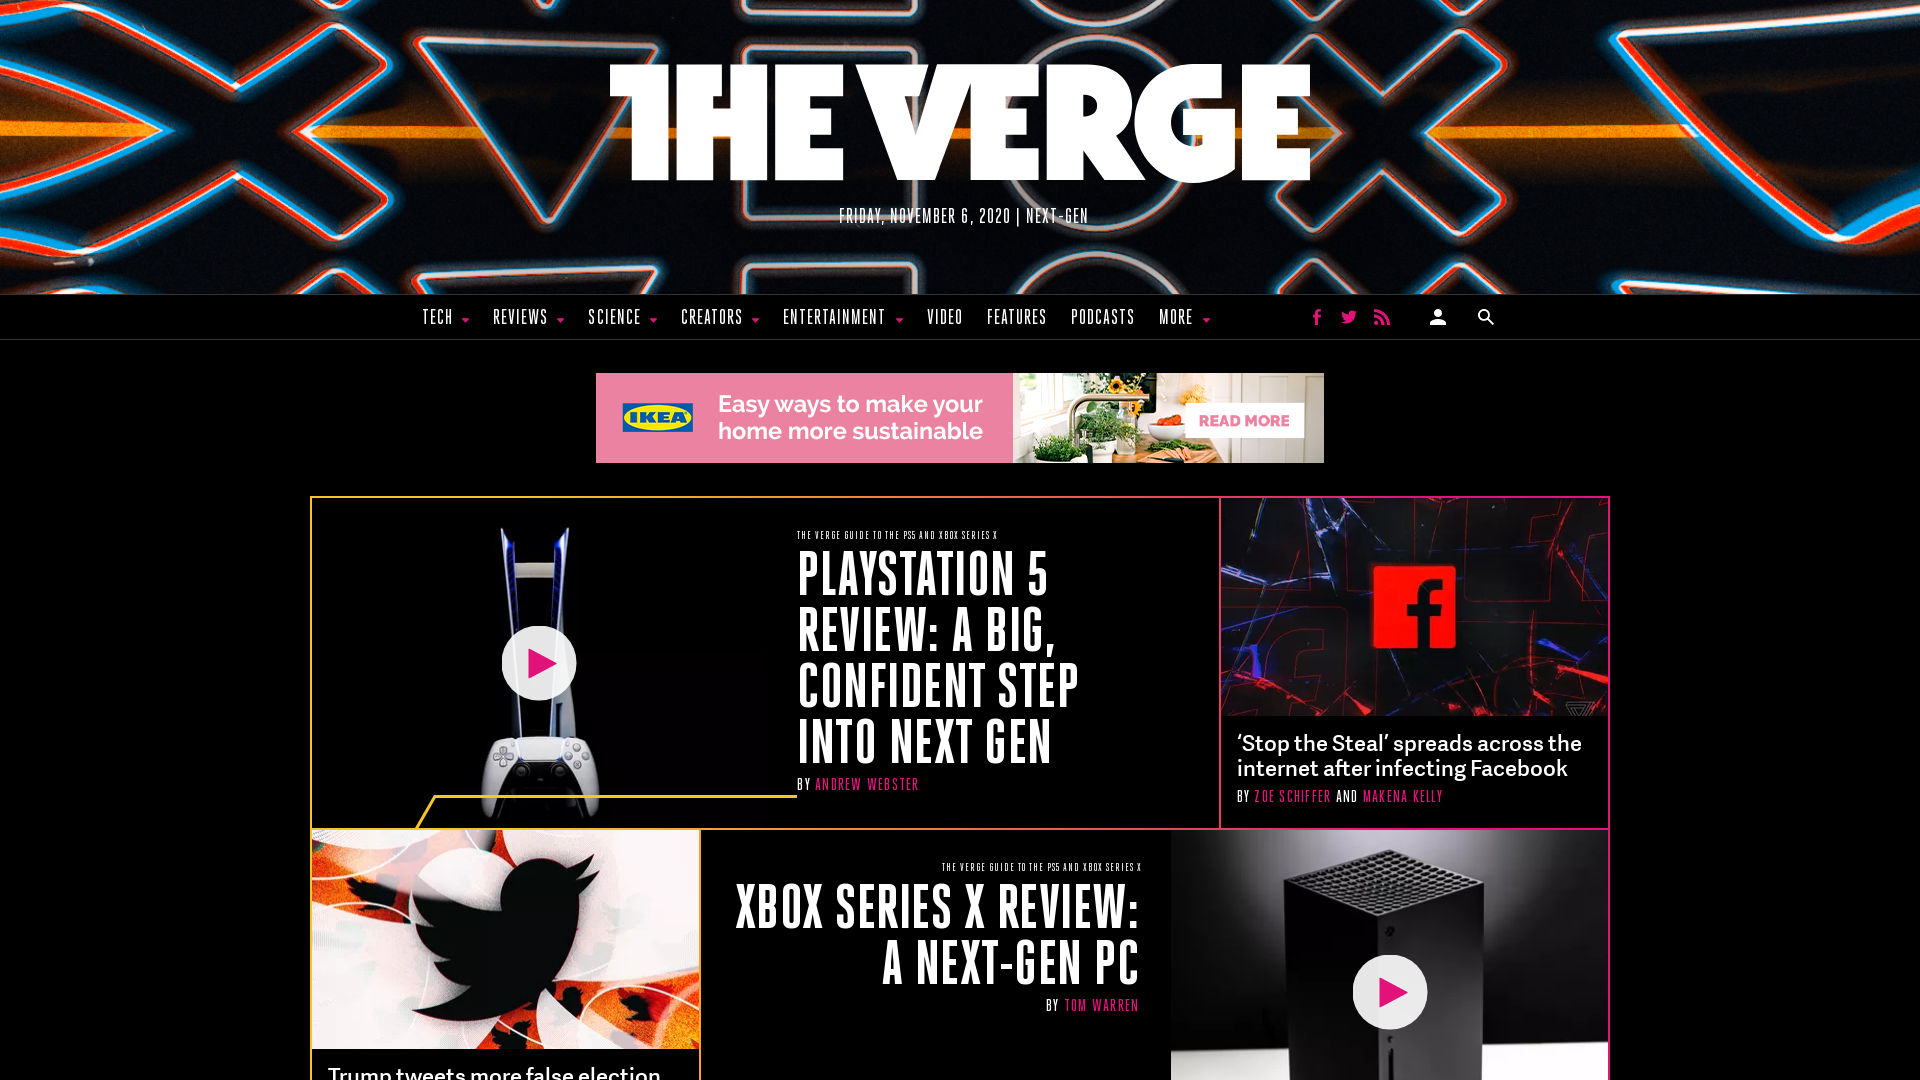 THE VERGE
FRIDAY, NOVEMBER 6, 2020 | NEXT-GEN
TECH REVIEWS SCIENCE CREATORS ENTERTAINMENT VIDEO FEATURES PODCASTS MORE
IKEA
Easy ways to make your
home more sustainable
READ MORE
THE VERGE GUIDE TO THE PS5 AND XBOX SERIES X
PLAYSTATION 5
REVIEW: A BIG,
CONFIDENT STEP
INTO NEXT GEN
BY ANDREW WEBSTER
‘Stop the Steal’ spreads across the
internet after infecting Facebook
BY ZOE SCHIFFER AND MAKENA KELLY
THE VERGE GUIDE TO THE PS5 AND XBOX SERIES X
XBOX SERIES X REVIEW:
A NEXT-GEN PC
BY TOM WARREN
Trump tweets more false election